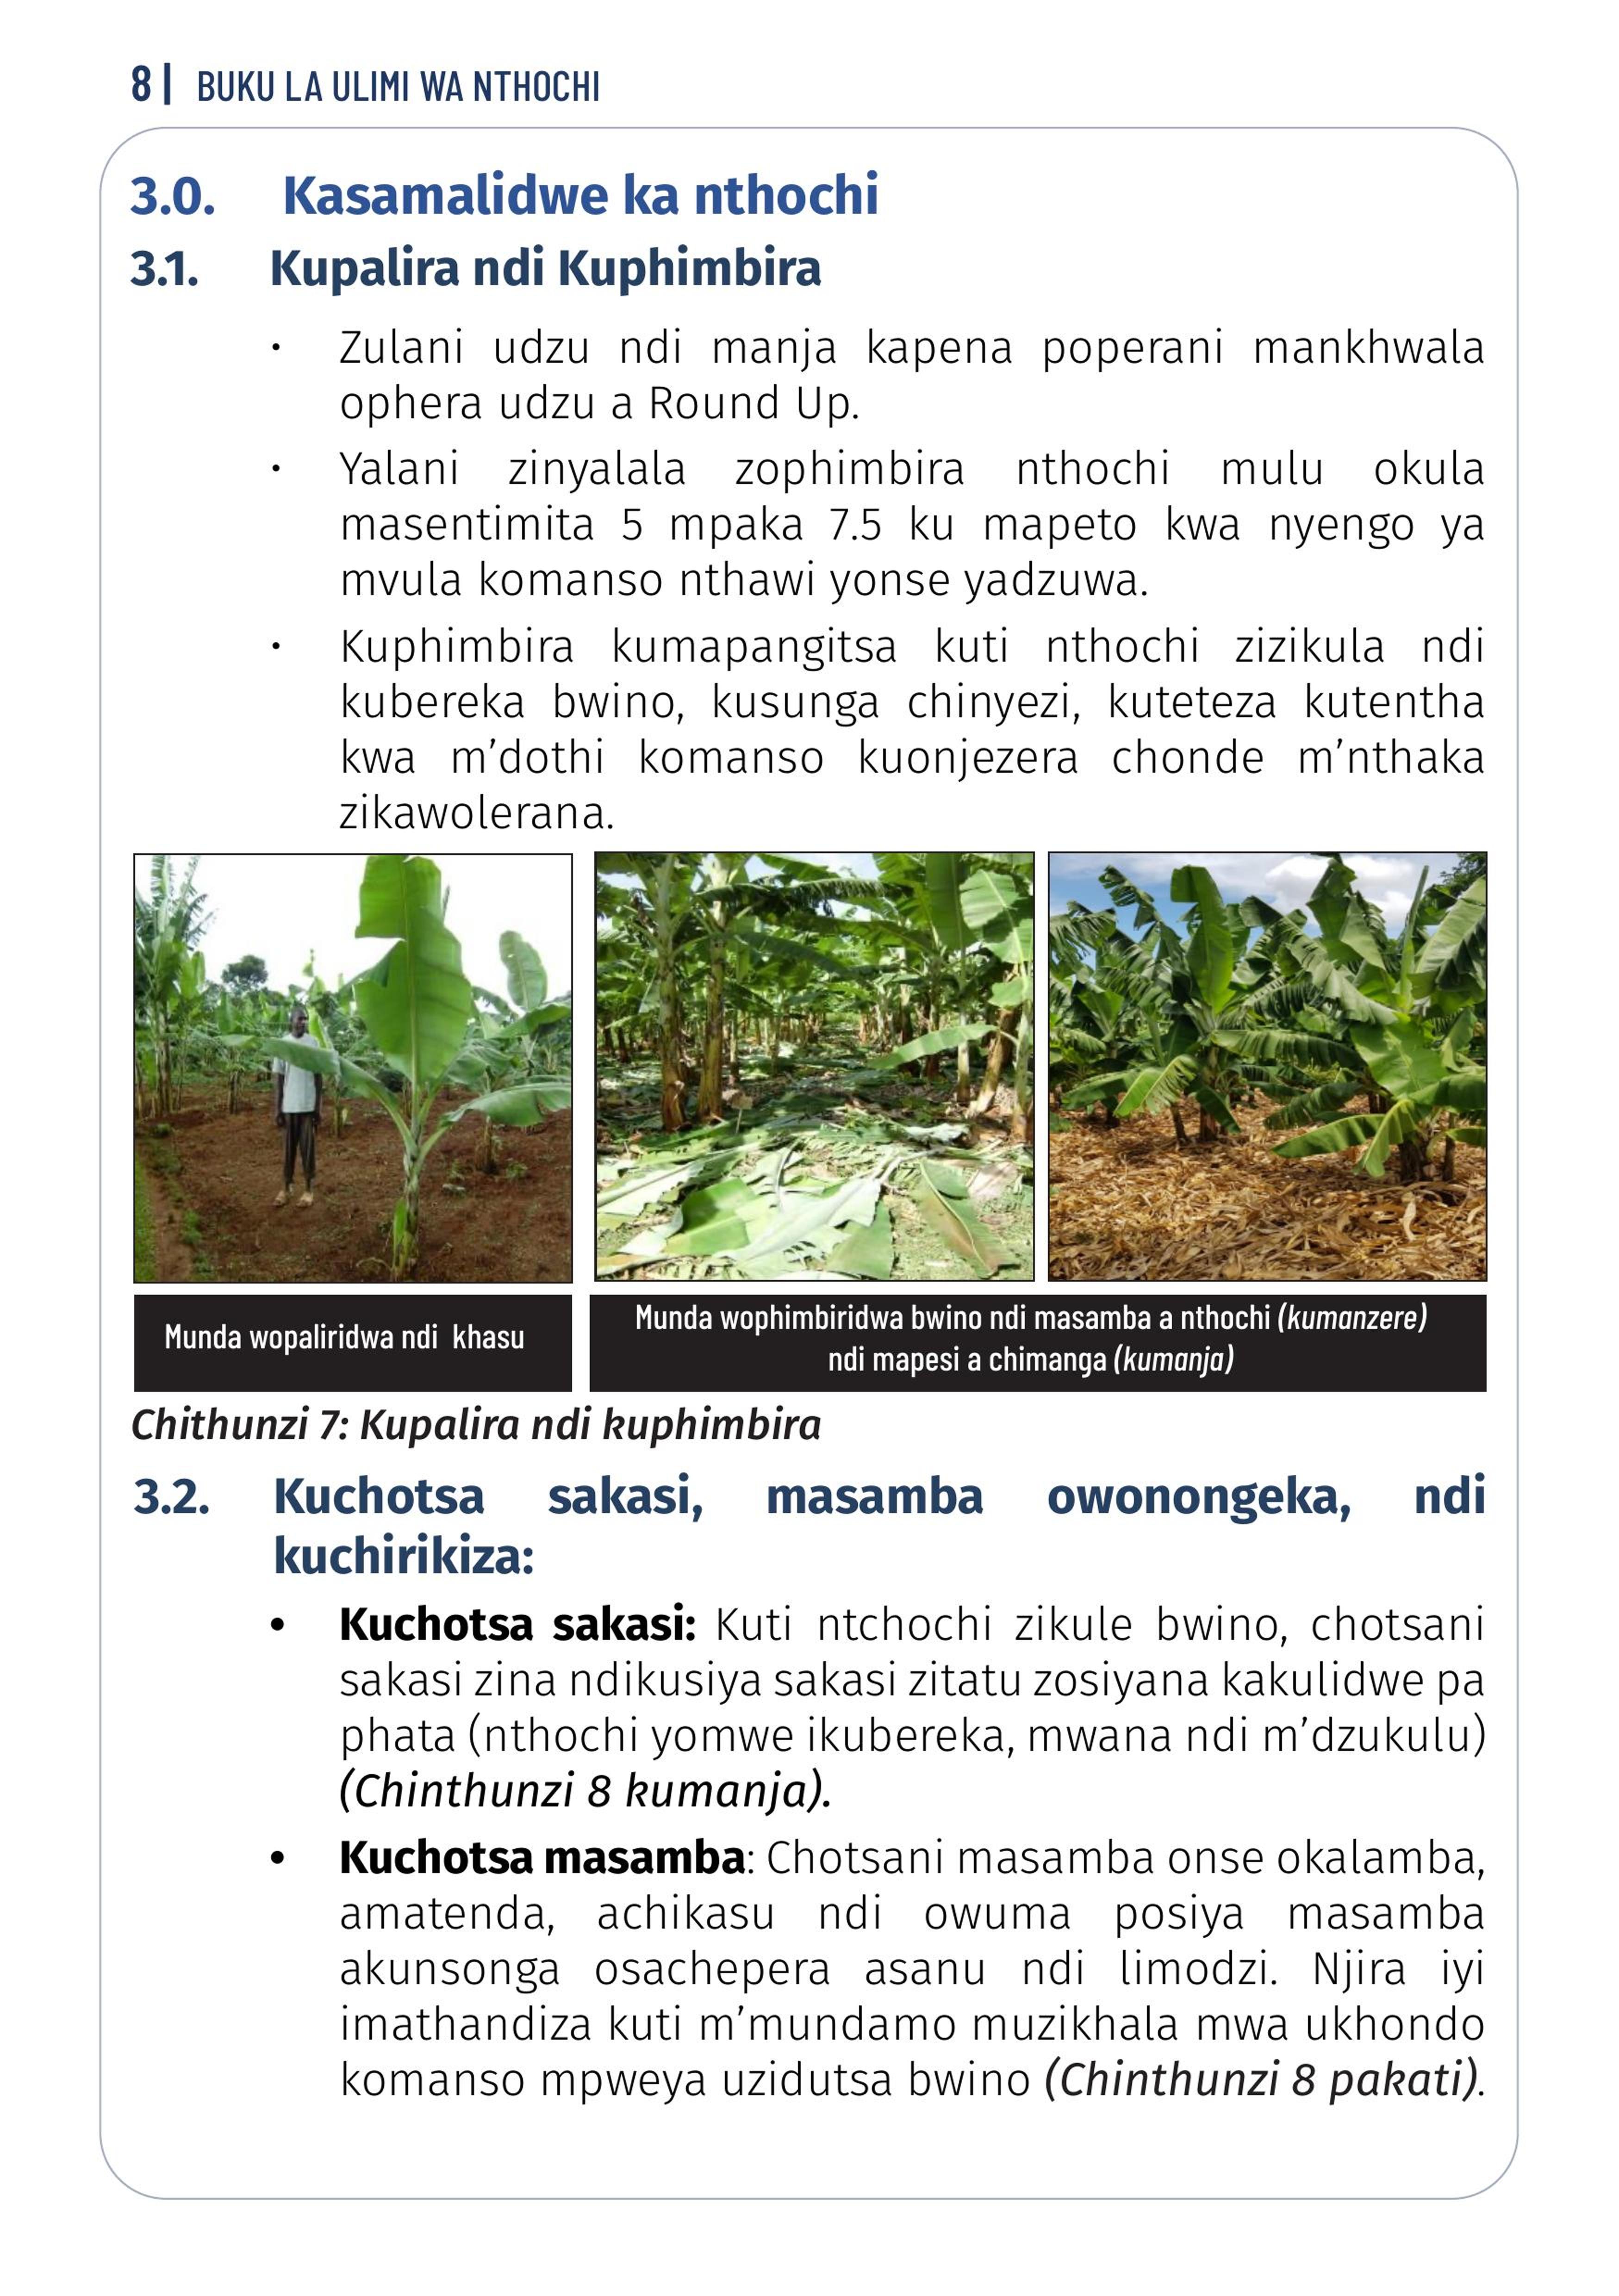 8 | BUKU LA ULIMI WA NTHOCHI
3.0. Kasamalidwe ka nthochi
3.1. Kupalira ndi Kuphimbira
· Zulani udzu ndi manja kapena poperani mankhwala
ophera udzu a Round Up.
· Yalani zinyalala zophimbira nthochi mulu okula
masentimita 5 mpaka 7.5 ku mapeto kwa nyengo ya
mvula komanso nthawi yonse yadzuwa.
· Kuphimbira kumapangitsa kuti nthochi zizikula ndi
kubereka bwino, kusunga chinyezi, kuteteza kutentha
kwa m’dothi komanso kuonjezera chonde m’nthaka
zikawolerana.
Munda wopaliridwa ndi khasu
Munda wophimbiridwa bwino ndi masamba a nthochi (kumanzere)
ndi mapesi a chimanga (kumanja)
Chithunzi 7: Kupalira ndi kuphimbira
3.2. Kuchotsa sakasi, masamba owonongeka, ndi
kuchirikiza:
• Kuchotsa sakasi: Kuti ntchochi zikule bwino, chotsani
sakasi zina ndikusiya sakasi zitatu zosiyana kakulidwe pa
phata (nthochi yomwe ikubereka, mwana ndi m’dzukulu)
(Chinthunzi 8 kumanja).
• Kuchotsa masamba: Chotsani masamba onse okalamba,
amatenda, achikasu ndi owuma posiya masamba
akunsonga osachepera asanu ndi limodzi. Njira iyi
imathandiza kuti m’mundamo muzikhala mwa ukhondo
komanso mpweya uzidutsa bwino (Chinthunzi 8 pakati).